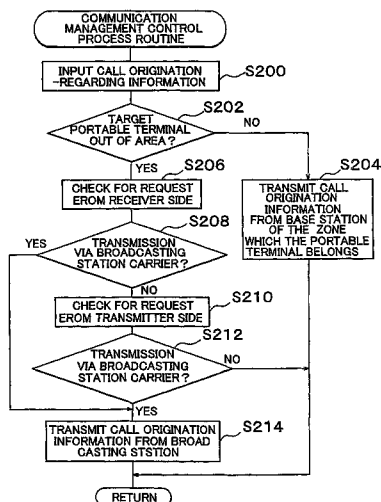 COMMUNICATION
MANAGEMENT CONTROL
PROCESS ROUTINE
INPUT CALL ORIGINATION
-REGARDING INFORMATION
S200
S202
TARGET
PORTABLE TERMINAL
OUT OF AREA?
NO
YES
S206
S204
CHECK FOR REQUEST
EROM RECEIVER SIDE
TRANSMIT CALL
ORIGINATION
INFORMATION
FROM BASE STATION
OF THE ZONE
WHICH THE PORTABLE
TERMINAL BELONGS
S208
YES
TRANSMISSION
VIA BROADCASTING
STATION CARRIER?
NO
S210
CHECK FOR REQUEST
EROM TRANSMITTER SIDE
S212
TRANSMISSION
VIA BROADCASTING
STATION CARRIER?
NO
YES
S214
TRANSMIT CALL ORIGINATION
INFORMATION FROM BROAD
CASTING STSTION
RETURN